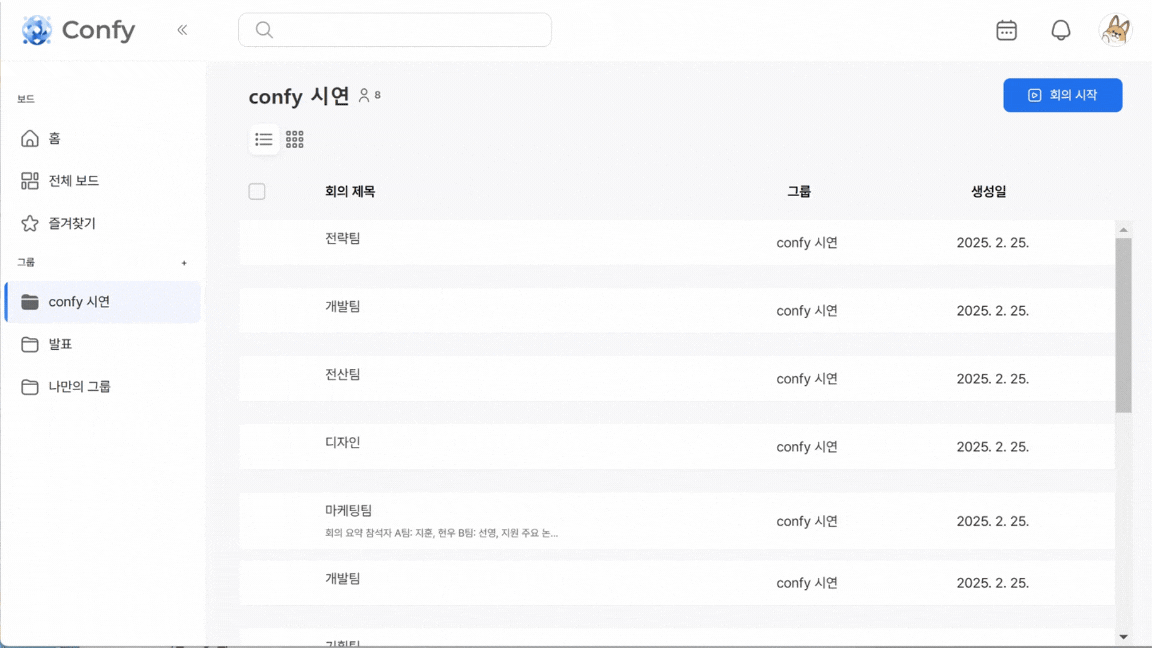 Confy
보드
홈
전체 보드
즐겨찾기
그룹 +
confy 시연
발표
나만의 그룹
confy 시연 8
회의 시작
회의 제목 그룹 생성일
전략팀 confy 시연 2025. 2. 25.
개발팀 confy 시연 2025. 2. 25.
전산팀 confy 시연 2025. 2. 25.
디자인 confy 시연 2025. 2. 25.
마케팅팀 confy 시연 2025. 2. 25.
회의 요약 참석자 A팀: 지훈, 현우 B팀: 선영, 지원 주요 논...
개발팀 confy 시연 2025. 2. 25.